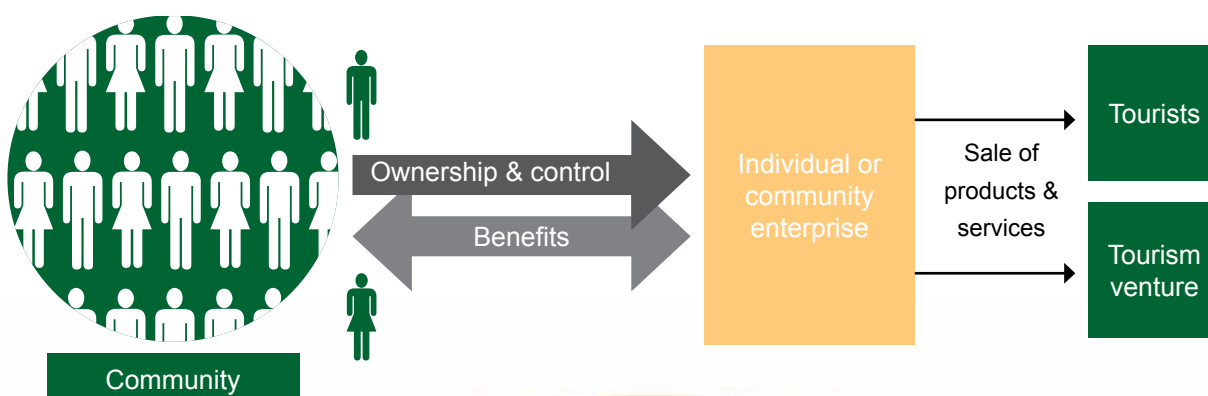 Ownership & control
Benefits
Community
Individual or
community
enterprise
Sale of
products &
services
Tourists
Tourism
venture